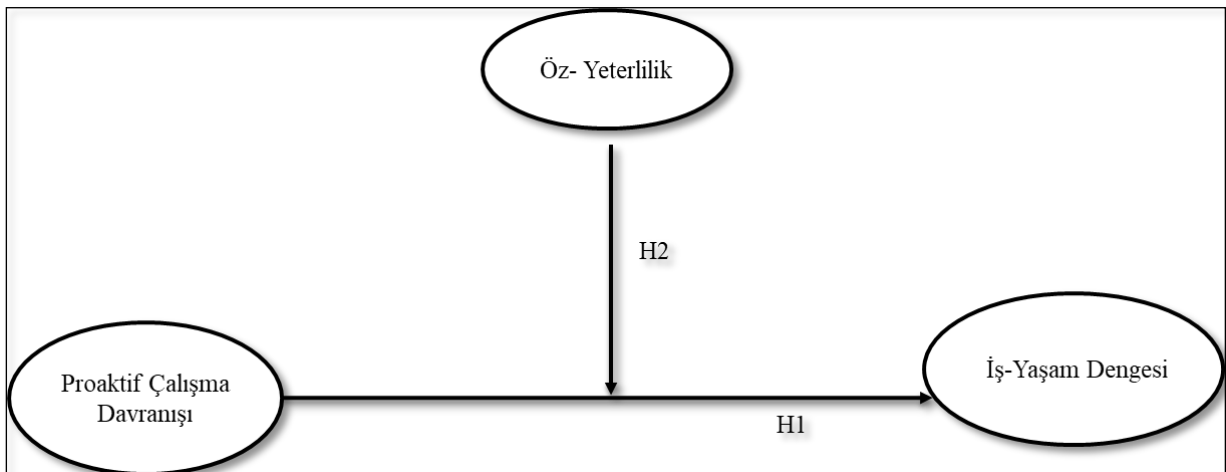 Öz- Yeterlilik
H2
Proaktif Çalışma
Davranışı
İş-Yaşam Dengesi
H1